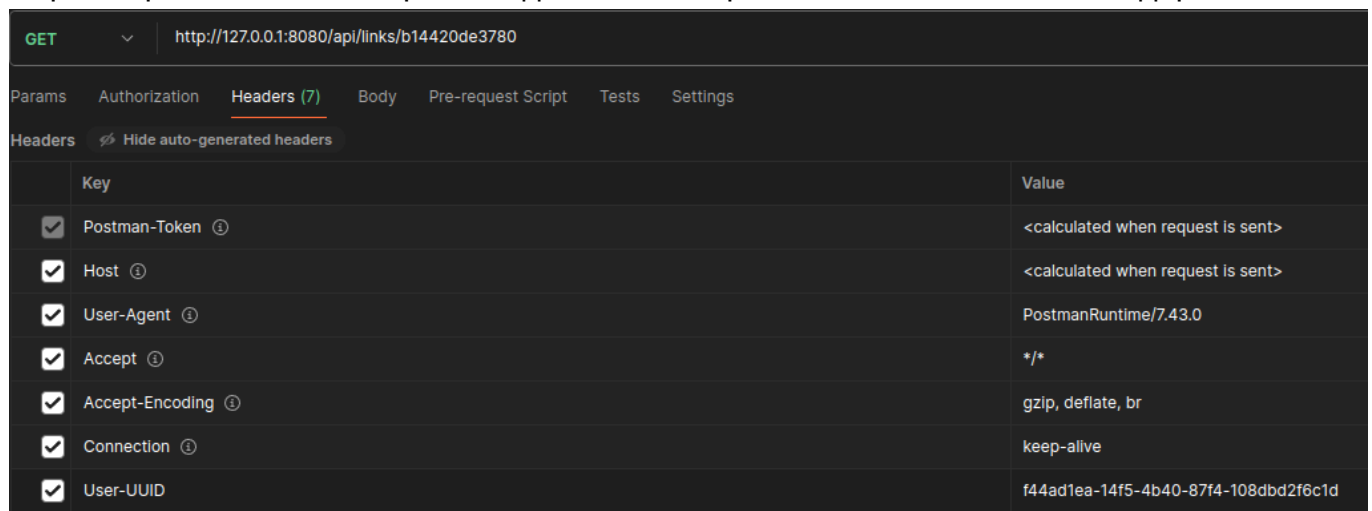 GET http://127.0.0.1:8080/api/links/b14420de3780
Params Authorization Headers (7) Body Pre-request Script Tests Settings
Headers Hide auto-generated headers
Key Value
Postman-Token <calculated when request is sent>
Host <calculated when request is sent>
User-Agent PostmanRuntime/7.43.0
Accept */*
Accept-Encoding gzip, deflate, br
Connection keep-alive
User-UUID f44ad1ea-14f5-4b40-87f4-108dbd2f6c1d